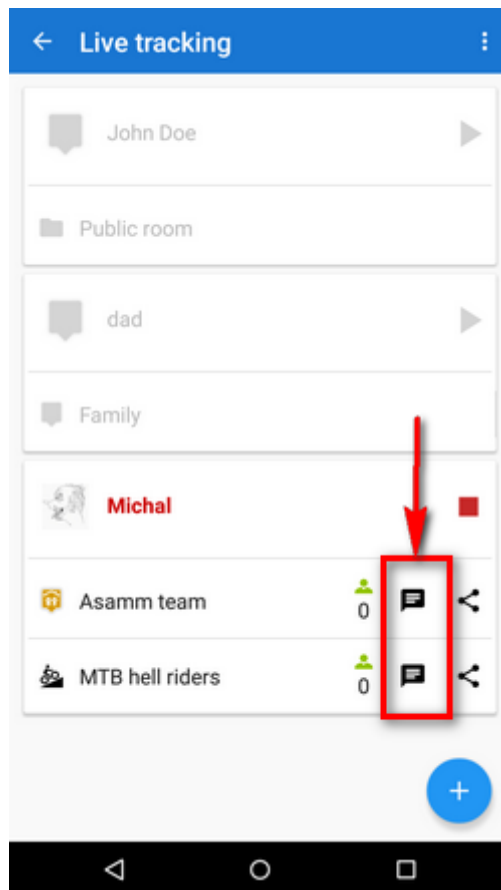 Live tracking
John Doe
Public room
dad
Family
Michal
Asamm team
0
MTB hell riders
0